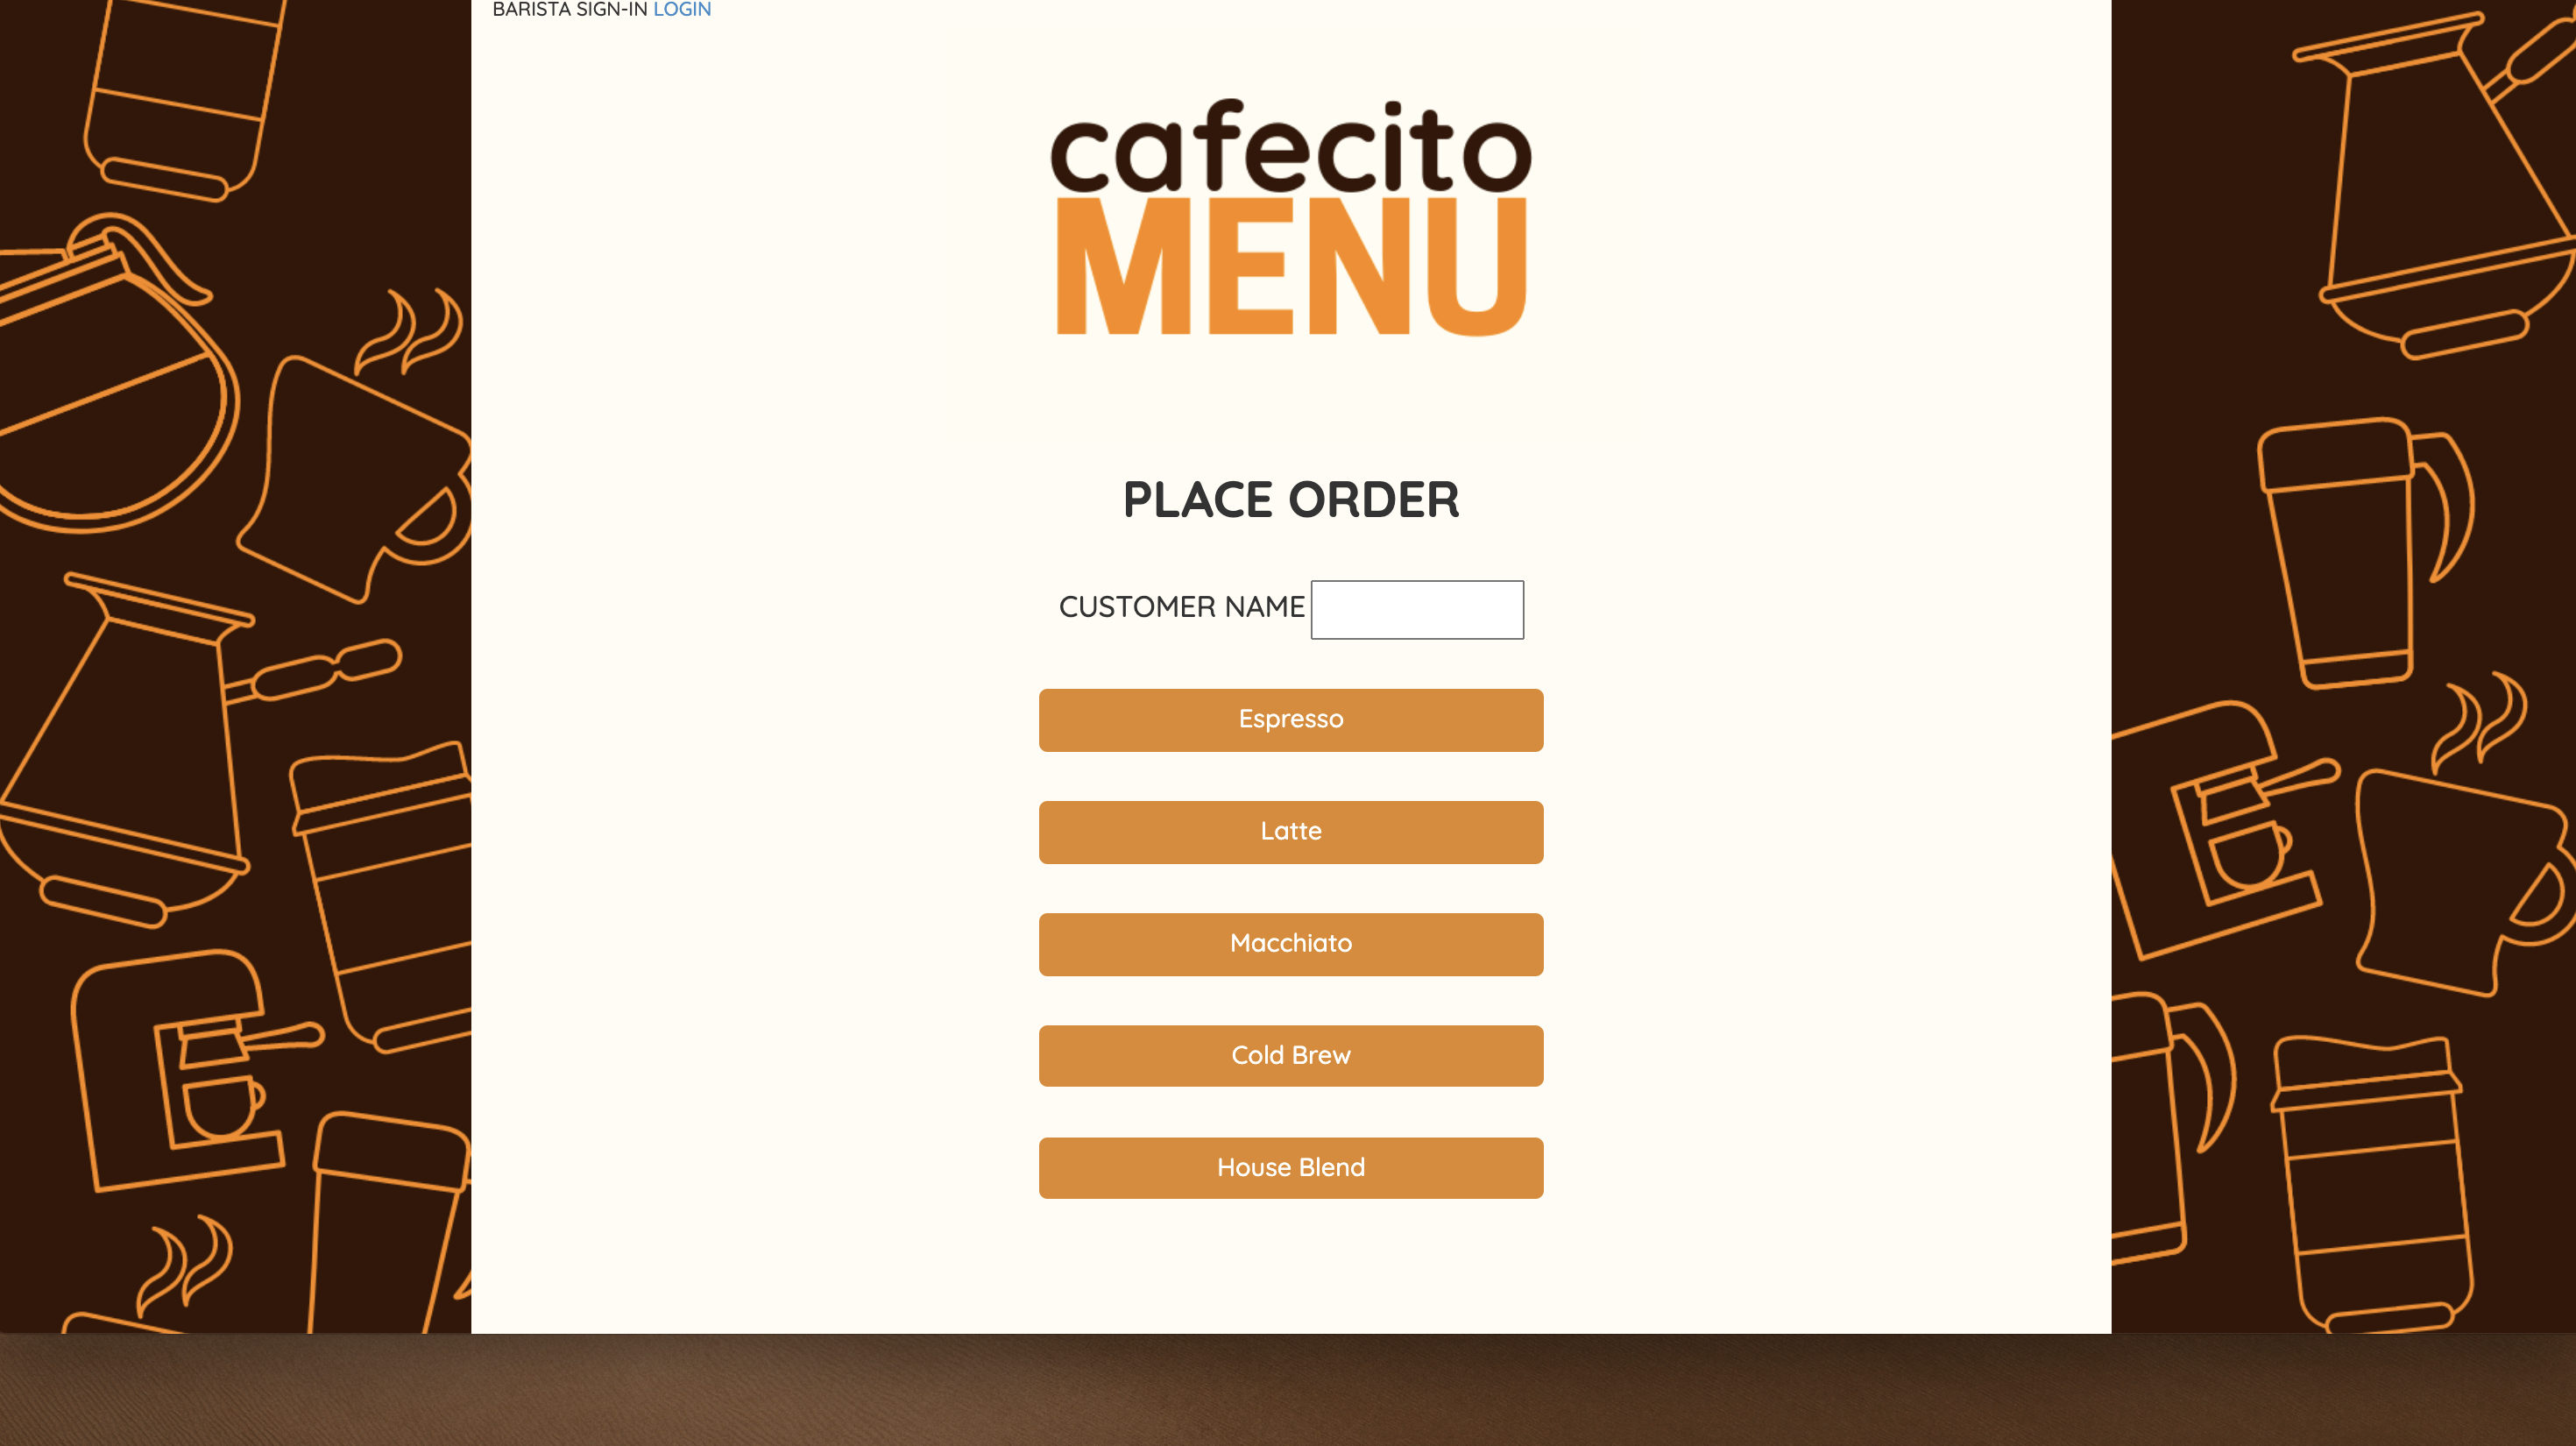 BARISTA SIGN-IN LOGIN
cafecito
MENU
PLACE ORDER
CUSTOMER NAME
Espresso
Latte
Macchiato
Cold Brew
House Blend